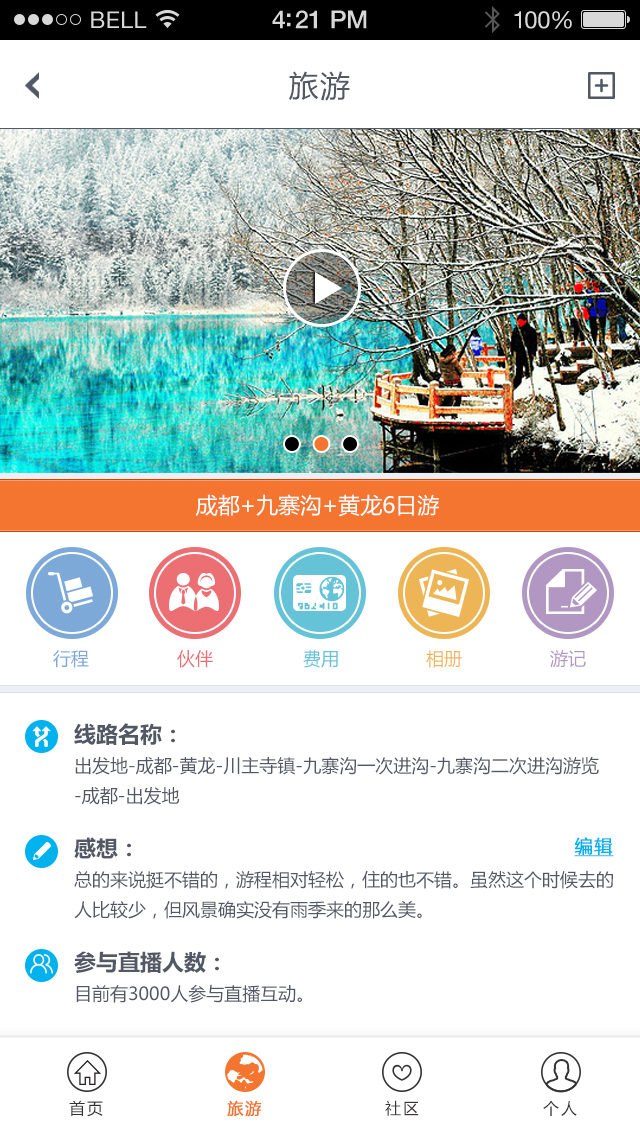 BELL 4:21 PM 100%
旅游
成都+九寨沟+黄龙6日游
行程 伙伴 费用 相册 游记
线路名称：
出发地-成都-黄龙-川主寺镇-九寨沟一次进沟-九寨沟二次进沟游览
-成都-出发地
感想： 编辑
总的来说挺不错的，游程相对轻松，住的也不错。虽然这个时候去的
人比较少，但风景确实没有雨季来的那么美。
参与直播人数：
目前有3000人参与直播互动。
首页 旅游 社区 个人